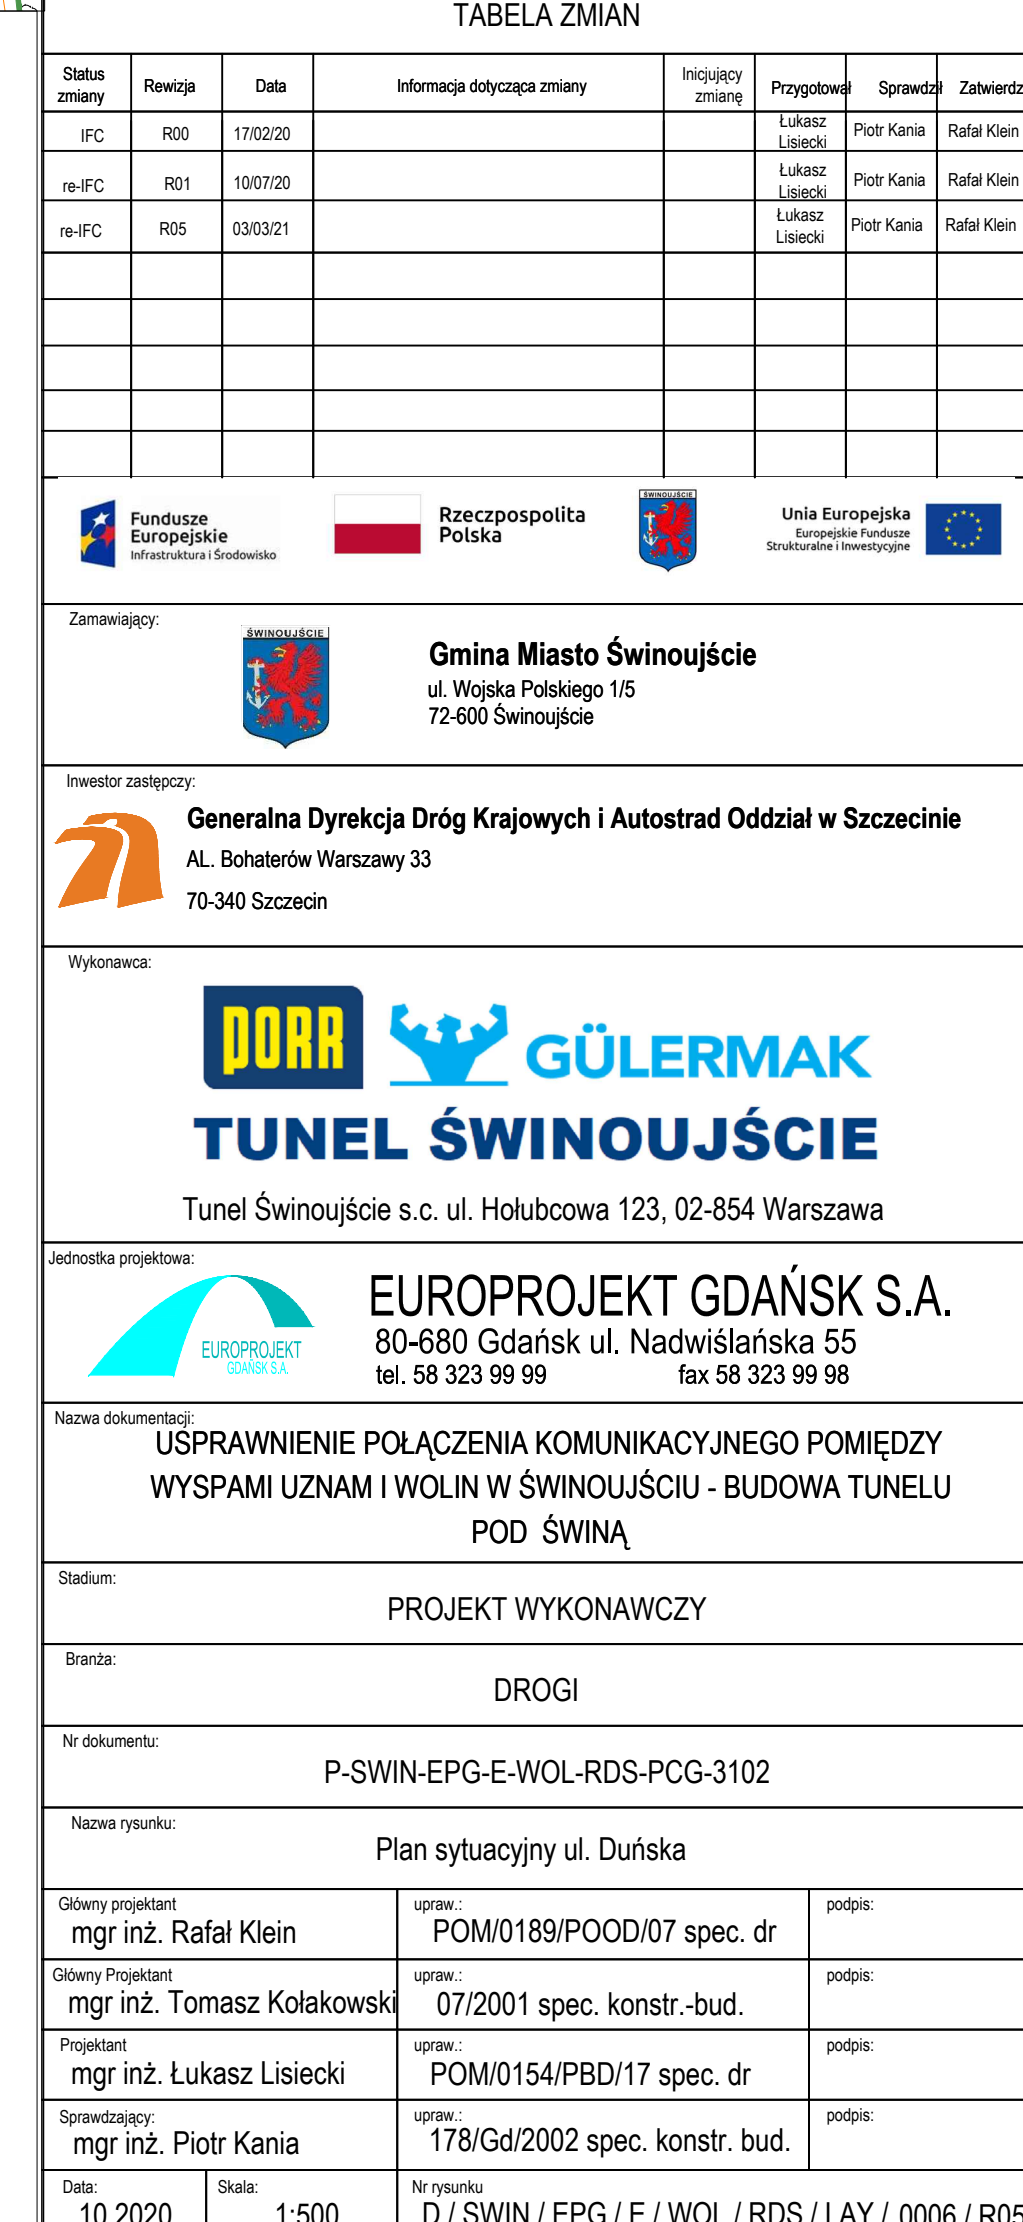 TABELA ZMIAN
Status zmiany Rewizja Data Informacja dotycząca zmiany Inicjujący zmianę Przygotował Sprawdził Zatwierdz
IFC R00 17/02/20 Łukasz Lisiecki Piotr Kania Rafał Klein
re-IFC R01 10/07/20 Łukasz Lisiecki Piotr Kania Rafał Klein
re-IFC R05 03/03/21 Łukasz Lisiecki Piotr Kania Rafał Klein
Fundusze
Europejskie
Infrastruktura i Środowisko
Rzeczpospolita
Polska
ŚWINOUJŚCIE
Unia Europejska
Europejskie Fundusze
Strukturalne i Inwestycyjne
Zamawiający:
ŚWINOUJŚCIE
Gmina Miasto Świnoujście
ul. Wojska Polskiego 1/5
72-600 Świnoujście
Inwestor zastępczy:
Generalna Dyrekcja Dróg Krajowych i Autostrad Oddział w Szczecinie
AL. Bohaterów Warszawy 33
70-340 Szczecin
Wykonawca:
PORR GÜLERMAK
TUNEL ŚWINOUJŚCIE
Tunel Świnoujście s.c. ul. Hołubcowa 123, 02-854 Warszawa
Jednostka projektowa:
EUROPROJEKT
GDAŃSK S.A.
EUROPROJEKT GDAŃSK S.A.
80-680 Gdańsk ul. Nadwiślańska 55
tel. 58 323 99 99 fax 58 323 99 98
Nazwa dokumentacji:
USPRAWNIENIE POŁĄCZENIA KOMUNIKACYJNEGO POMIĘDZY
WYSPAMI UZNAM I WOLIN W ŚWINOUJŚCIU - BUDOWA TUNELU
POD ŚWINĄ
Stadium:
PROJEKT WYKONAWCZY
Branża:
DROGI
Nr dokumentu:
P-SWIN-EPG-E-WOL-RDS-PCG-3102
Nazwa rysunku:
Plan sytuacyjny ul. Duńska
Główny projektant upraw.: podpis:
mgr inż. Rafał Klein POM/0189/POOD/07 spec. dr
Główny Projektant upraw.: podpis:
mgr inż. Tomasz Kołakowski 07/2001 spec. konstr.-bud.
Projektant upraw.: podpis:
mgr inż. Łukasz Lisiecki POM/0154/PBD/17 spec. dr
Sprawdzający: upraw.: podpis:
mgr inż. Piotr Kania 178/Gd/2002 spec. konstr. bud.
Data: Skala: Nr rysunku
10.2020 1:500 D / SWIN / EPG / E / WOL / RDS / LAY / 0006 / R05